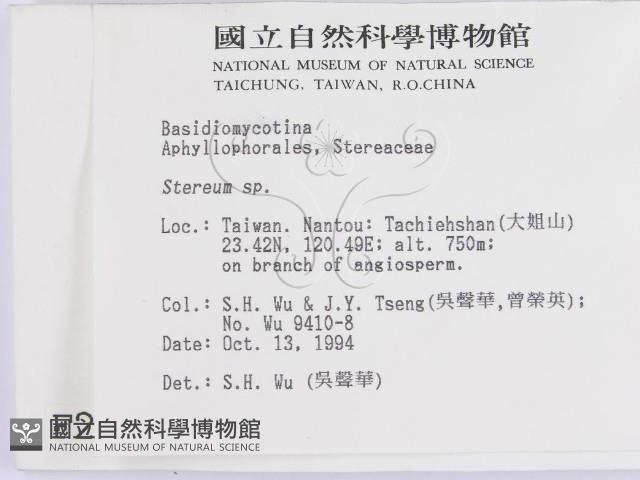 國立自然科學博物館
NATIONAL MUSEUM OF NATURAL SCIENCE
TAICHUNG, TAIWAN, R.O.CHINA
Basidiomycotina
Aphyllophorales, Stereaceae
Stereum sp.
Loc.: Taiwan. Nantou: Tachiehshan(大姐山)
23.42N, 120.49E; alt. 750m;
on branch of angiosperm.
Col.: S.H. Wu & J.Y. Tseng(吳聲華,曾榮英);
No. Wu 9410-8
Date: Oct. 13, 1994
Det.: S.H. Wu (吳聲華)
國立自然科學博物館
NATIONAL MUSEUM OF NATURAL SCIENCE